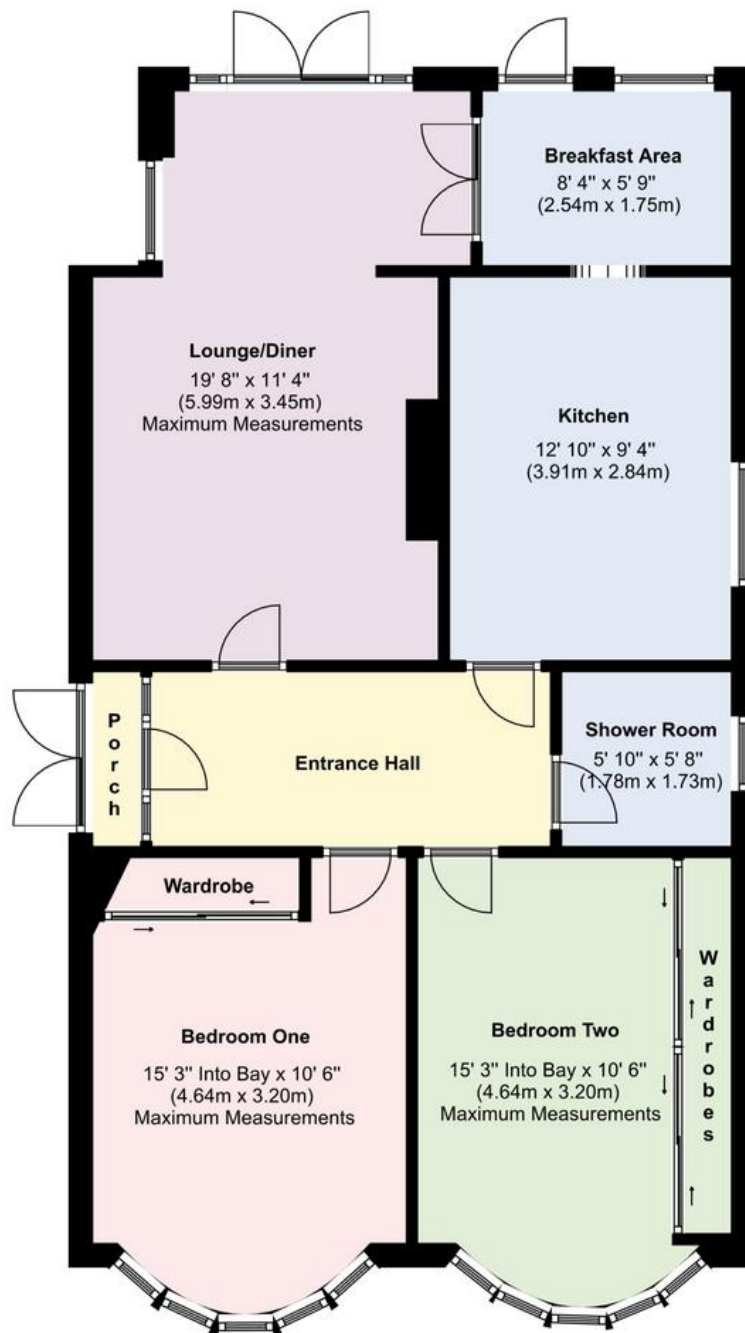 Breakfast Area
8' 4" x 5' 9"
(2.54m x 1.75m)
Lounge/Diner
19' 8" x 11' 4"
(5.99m x 3.45m)
Maximum Measurements
Kitchen
12' 10" x 9' 4"
(3.91m x 2.84m)
Porch
Entrance Hall
Shower Room
5' 10" x 5' 8"
(1.78m x 1.73m)
Wardrobe
Bedroom One
15' 3" Into Bay x 10' 6"
(4.64m x 3.20m)
Maximum Measurements
Bedroom Two
15' 3" Into Bay x 10' 6"
(4.64m x 3.20m)
Maximum Measurements
Wardrobes